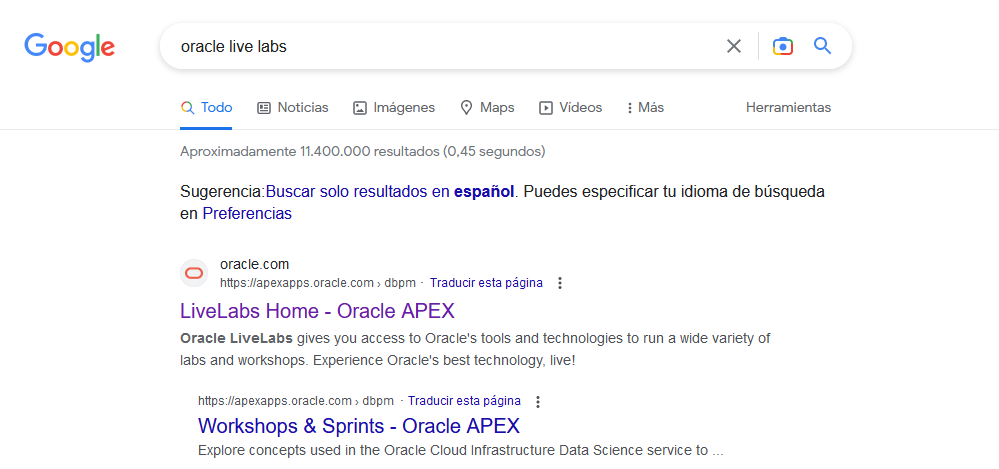 Google
oracle live labs
Todo Noticias Imágenes Maps Vídeos Más Herramientas
Aproximadamente 11.400.000 resultados (0,45 segundos)
Sugerencia:Buscar solo resultados en español. Puedes especificar tu idioma de búsqueda
en Preferencias
oracle.com
https://apexapps.oracle.com › dbpm · Traducir esta página
LiveLabs Home - Oracle APEX
Oracle LiveLabs gives you access to Oracle's tools and technologies to run a wide variety of
labs and workshops. Experience Oracle's best technology, live!
https://apexapps.oracle.com › dbpm · Traducir esta página
Workshops & Sprints - Oracle APEX
Explore concepts used in the Oracle Cloud Infrastructure Data Science service to ...